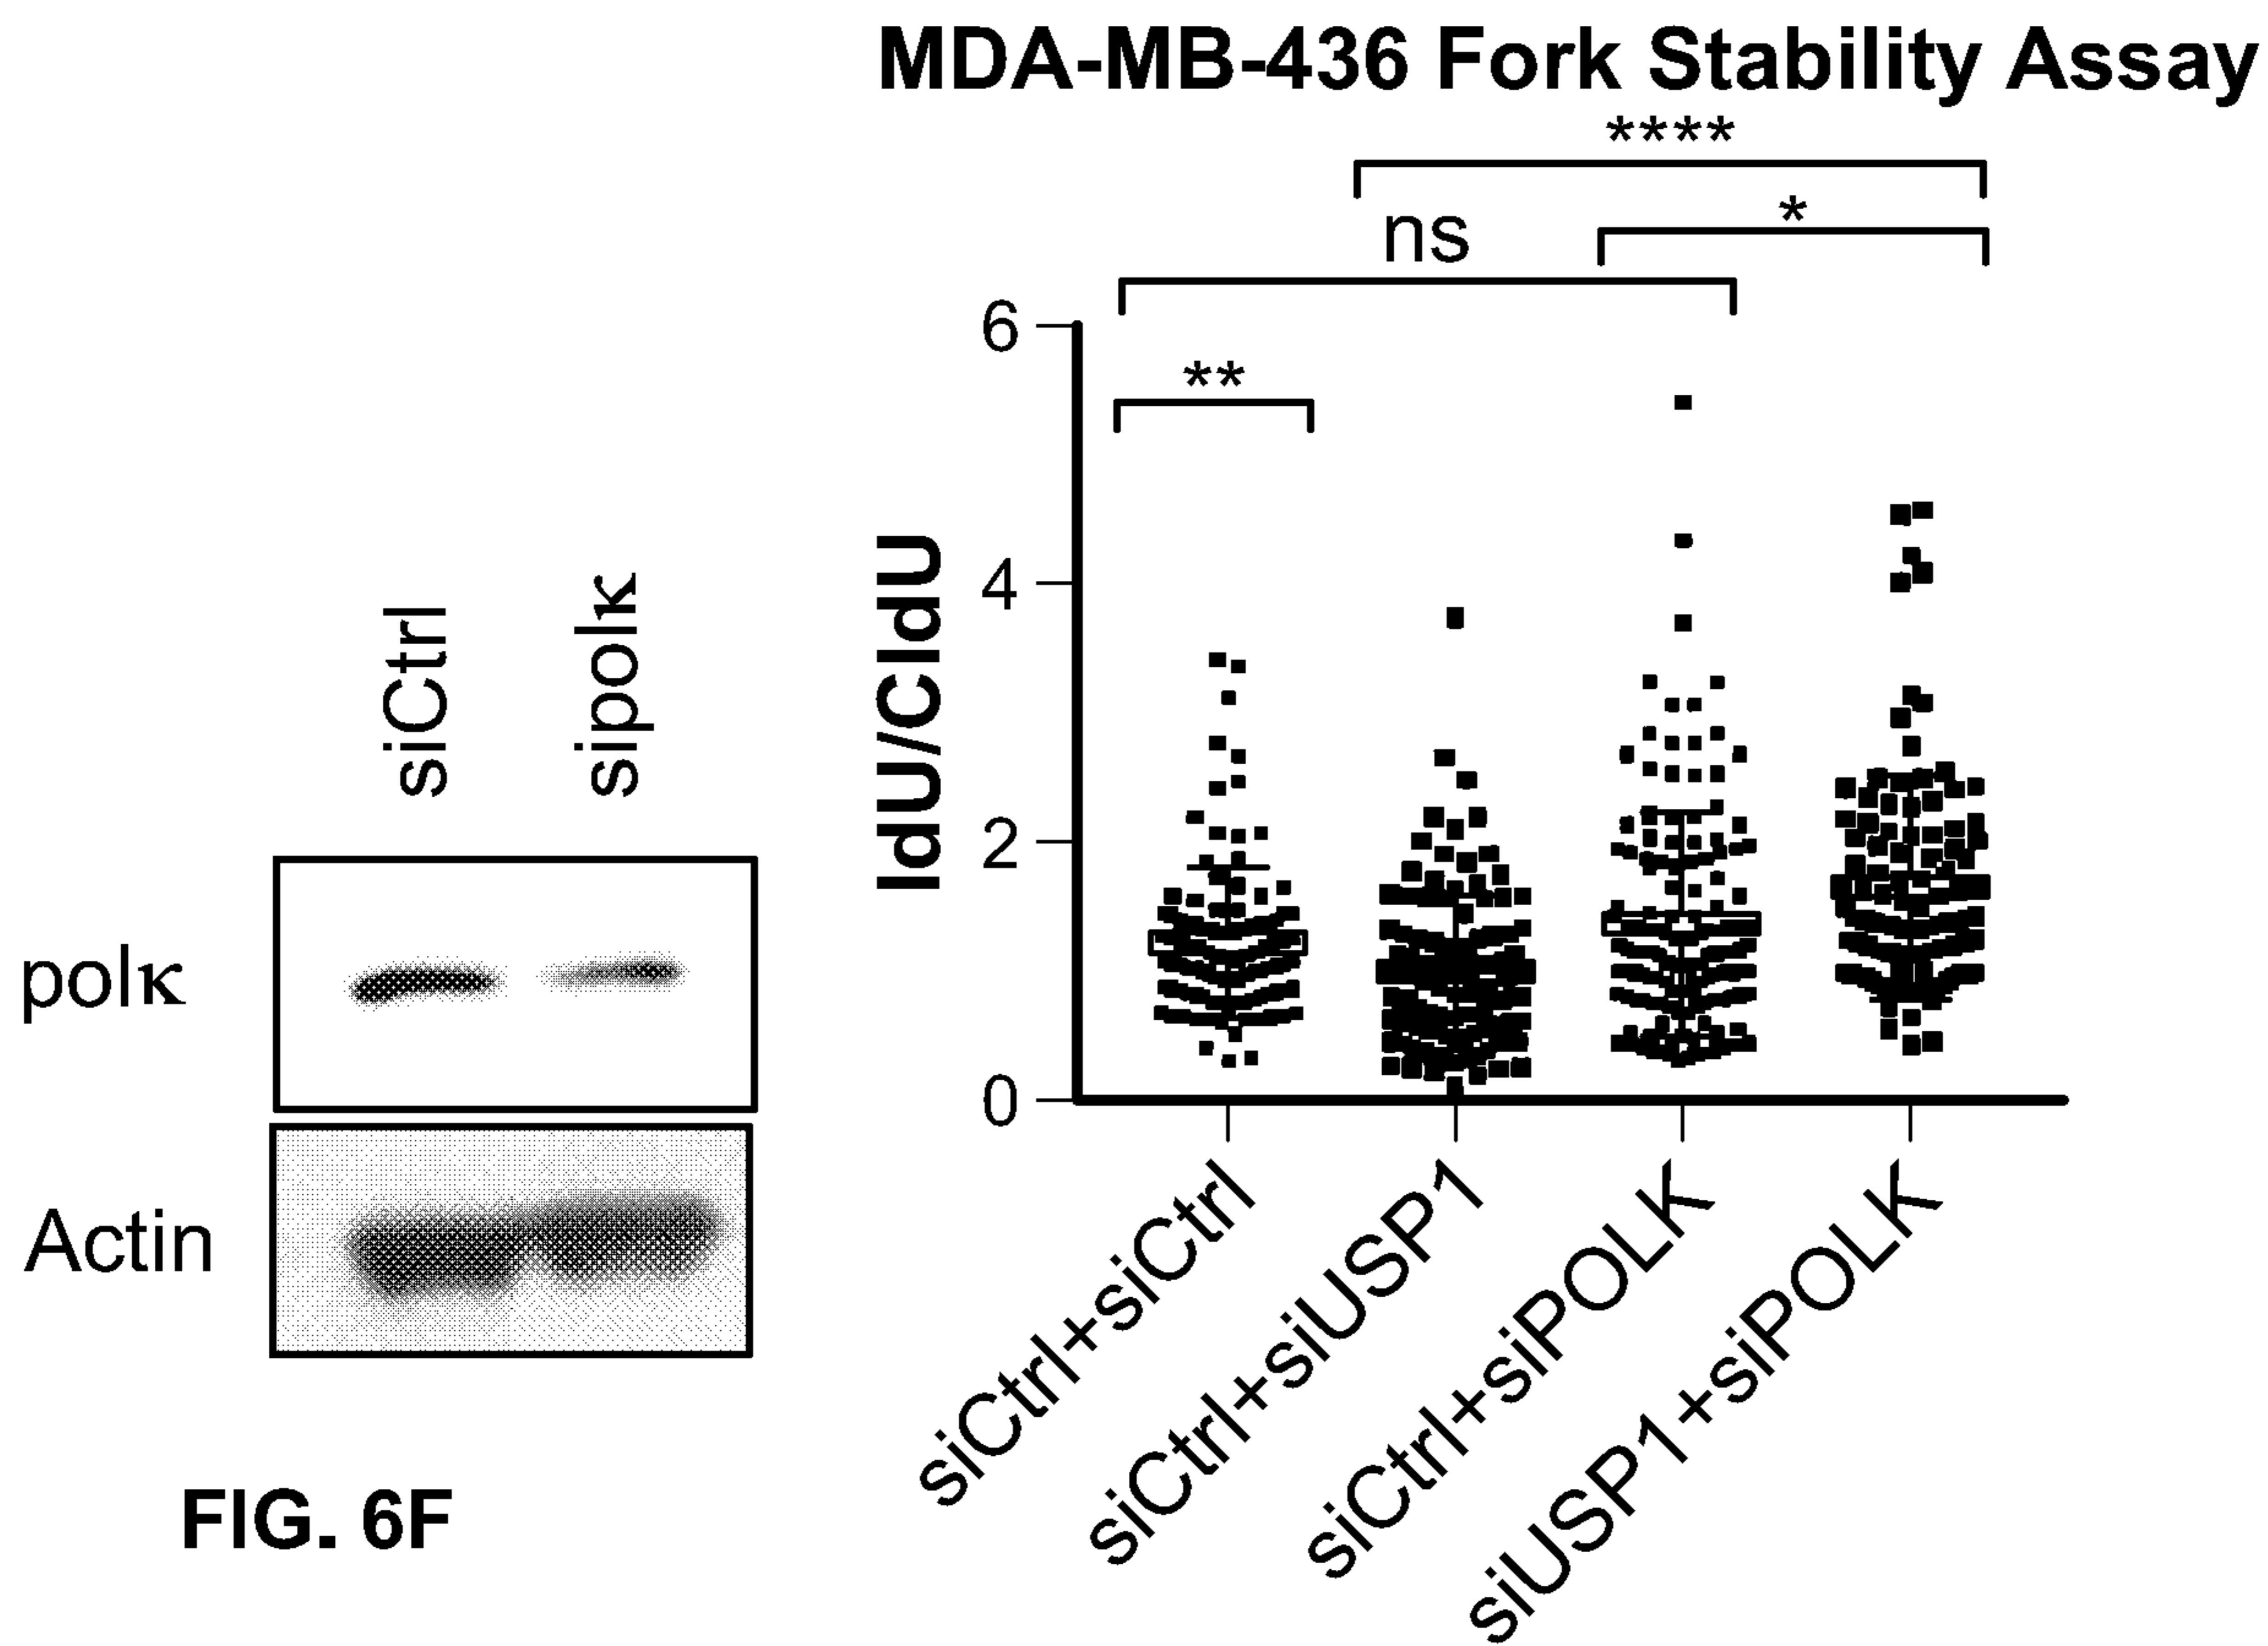 MDA-MB-436 Fork Stability Assay
****
*
ns
**
6
4
2
0
IdU/CldU
siCtrl+siCtrl
siCtrl+siUSP1
siCtrl+siPOLK
siUSP1+siPOLK
siCtrl
sipolκ
polκ
Actin
FIG. 6F